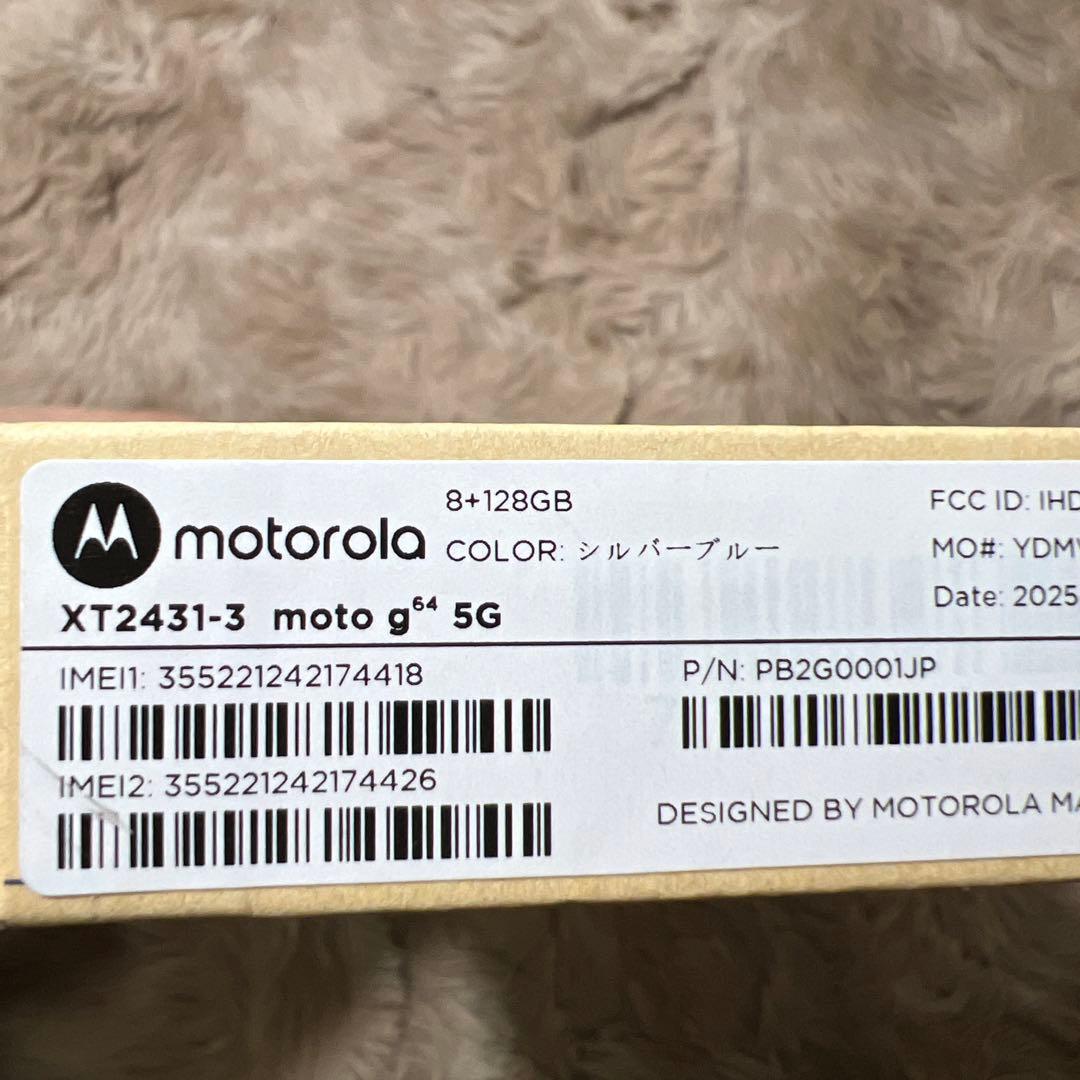 motorola
8+128GB
COLOR: シルバーブルー
XT2431-3 moto g64 5G
FCC ID: IHD
MO#: YDM
Date: 2025
IMEI1: 355221242174418
IMEI2: 355221242174426
P/N: PB2G0001JP
DESIGNED BY MOTOROLA MA